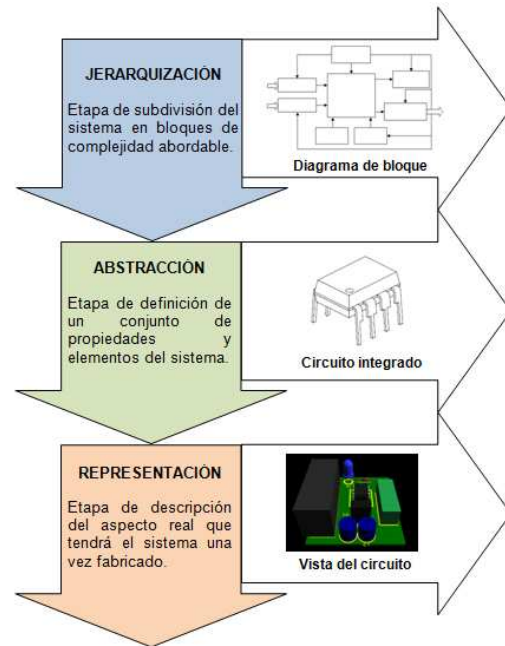 JERARQUIZACIÓN
Etapa de subdivisión del
sistema en bloques de
complejidad abordable.
Diagrama de bloque
ABSTRACCIÓN
Etapa de definición de
un conjunto de
propiedades y
elementos del sistema.
Circuito integrado
REPRESENTACIÓN
Etapa de descripción
del aspecto real que
tendrá el sistema una
vez fabricado.
Vista del circuito